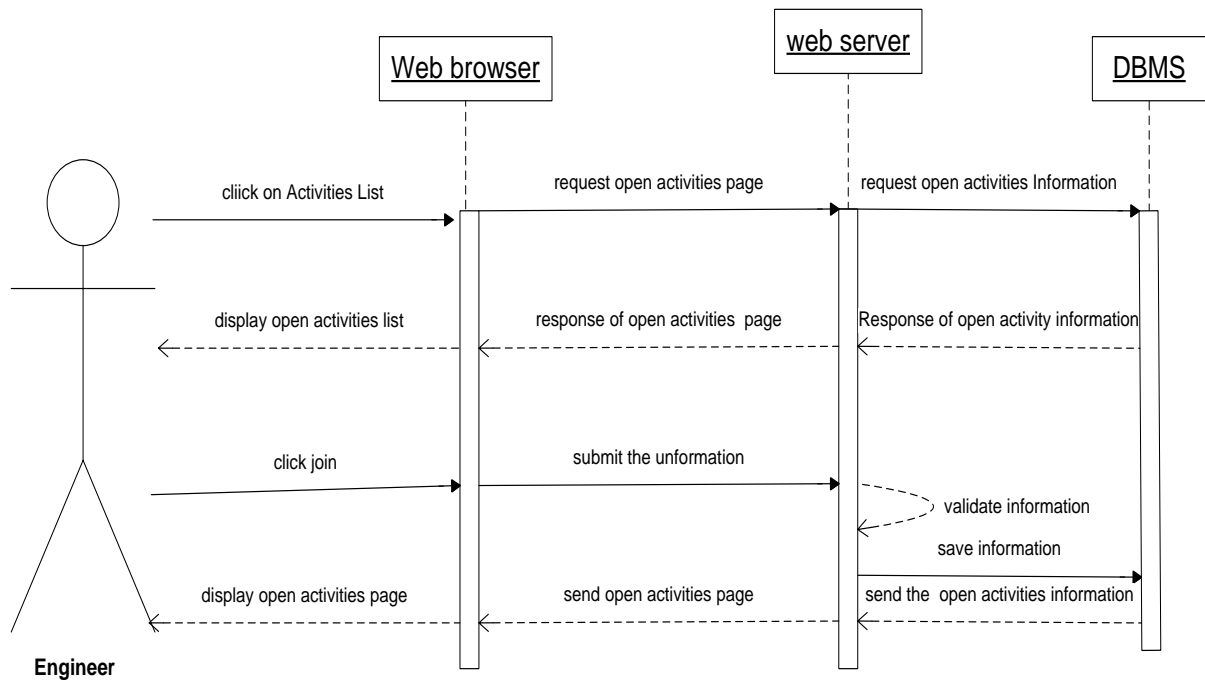 Web browser
web server
DBMS
cliick on Activities List
request open activities page
request open activities Information
display open activities list
response of open activities page
Response of open activity information
click join
submit the unformation
validate information
save information
display open activities page
send open activities page
send the open activities information
Engineer